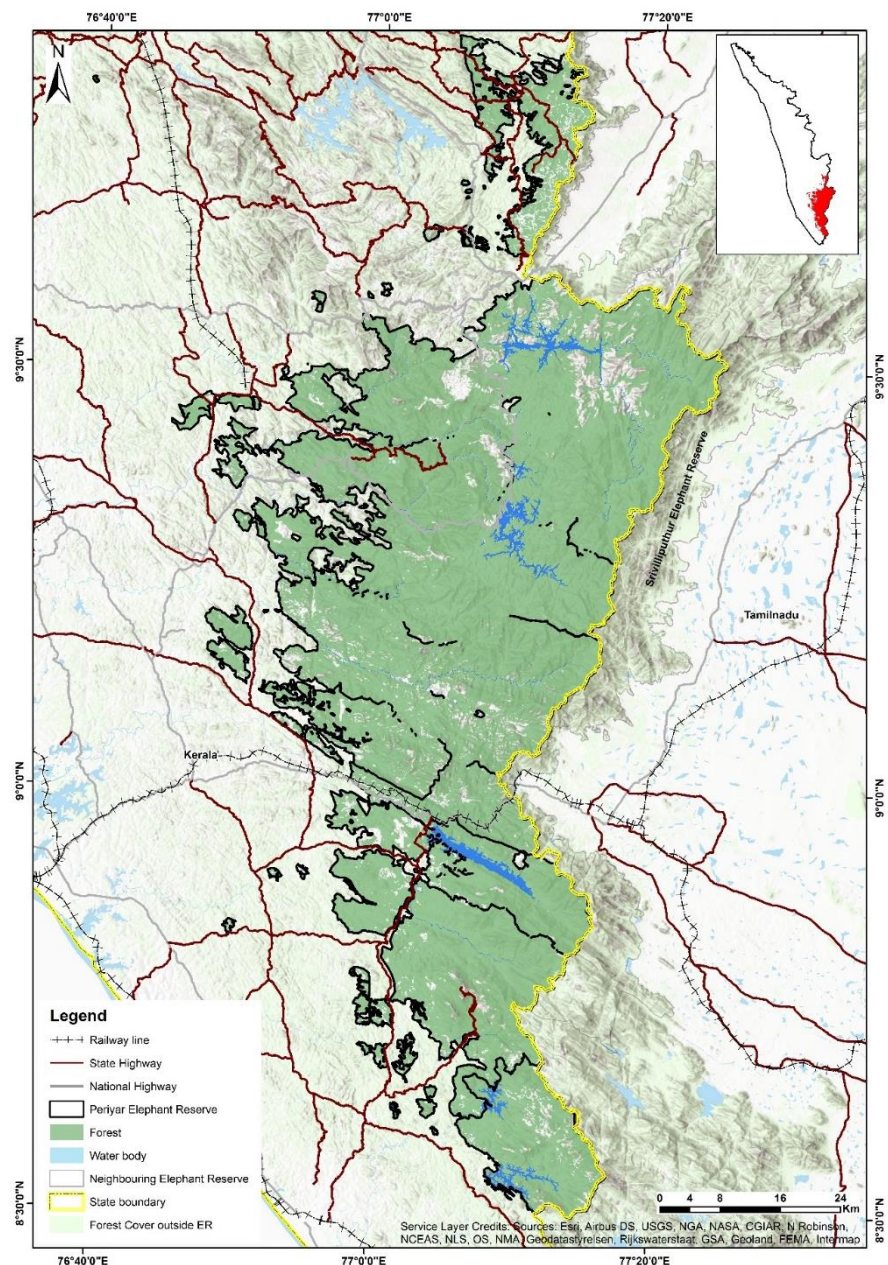 76°40'0"E
77°0'0"E
77°20'0"E
N
9°30'0"N
9°30'0"N
Srivilliputhur Elephant Reserve
Tamilnadu
Kerala
9°0'0"N
9°0'0"N
Legend
Railway line
State Highway
National Highway
Periyar Elephant Reserve
Forest
Water body
Neighbouring Elephant Reserve
State boundary
Forest Cover outside ER
8°30'0"N
8°30'0"N
0 4 8 16 24
Km
Service Layer Credits: Sources: Esri, Airbus DS, USGS, NGA, NASA, CGIAR, N Robinson,
NCEAS, NLS, OS, NMA, Geodatastyrelsen, Rijkswaterstaat, GSA, Geoland, FEMA, Intermap
76°40'0"E
77°0'0"E
77°20'0"E